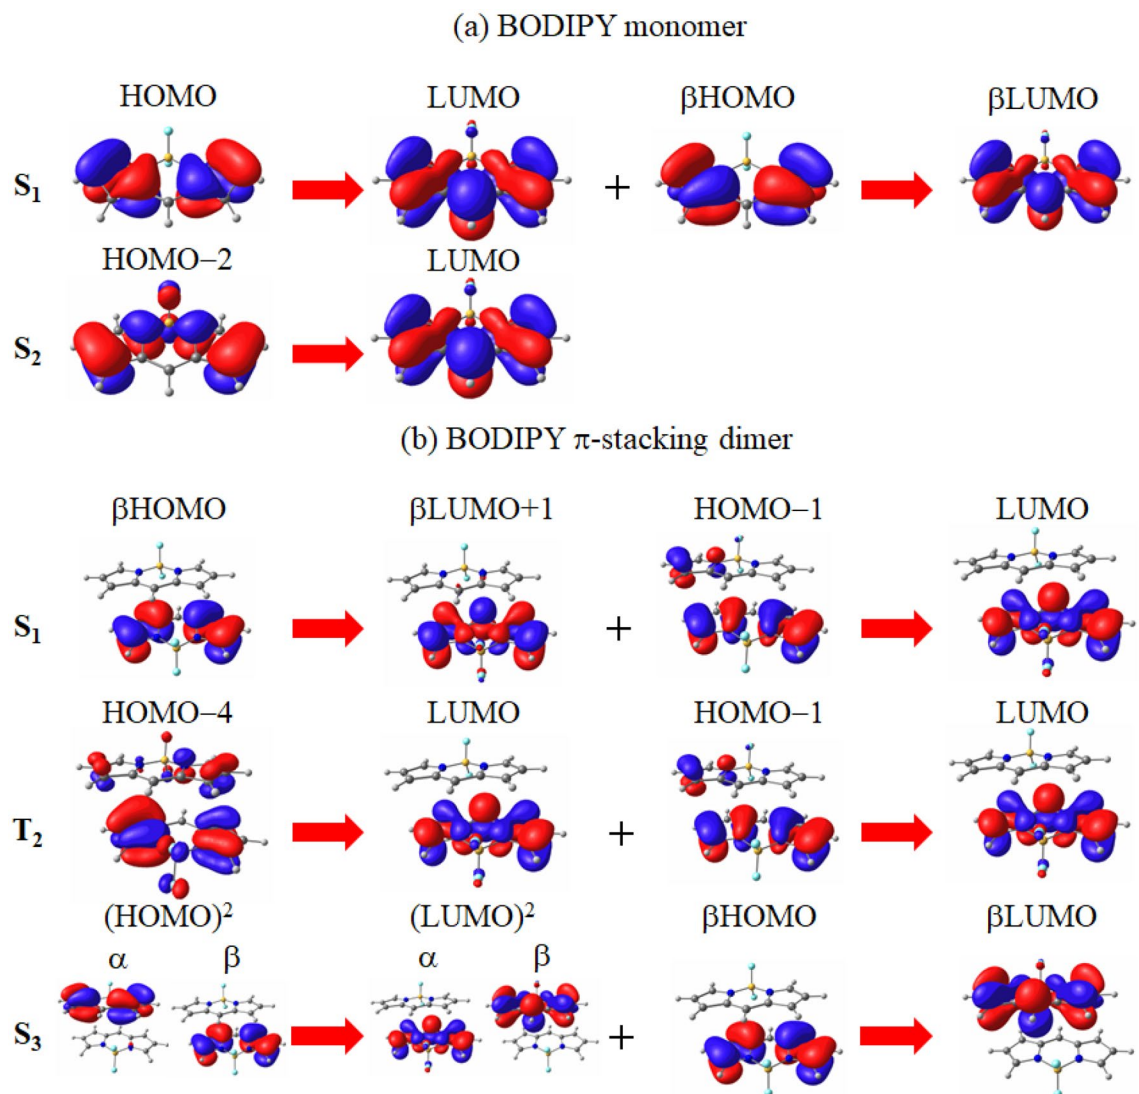 (a) BODIPY monomer
HOMO LUMO βHOMO βLUMO
S₁ +
HOMO−2 LUMO
S₂
(b) BODIPY π-stacking dimer
βHOMO βLUMO+1 HOMO−1 LUMO
S₁ +
HOMO−4 LUMO HOMO−1 LUMO
T₂ +
(HOMO)² (LUMO)² βHOMO βLUMO
α β α β
S₃ +